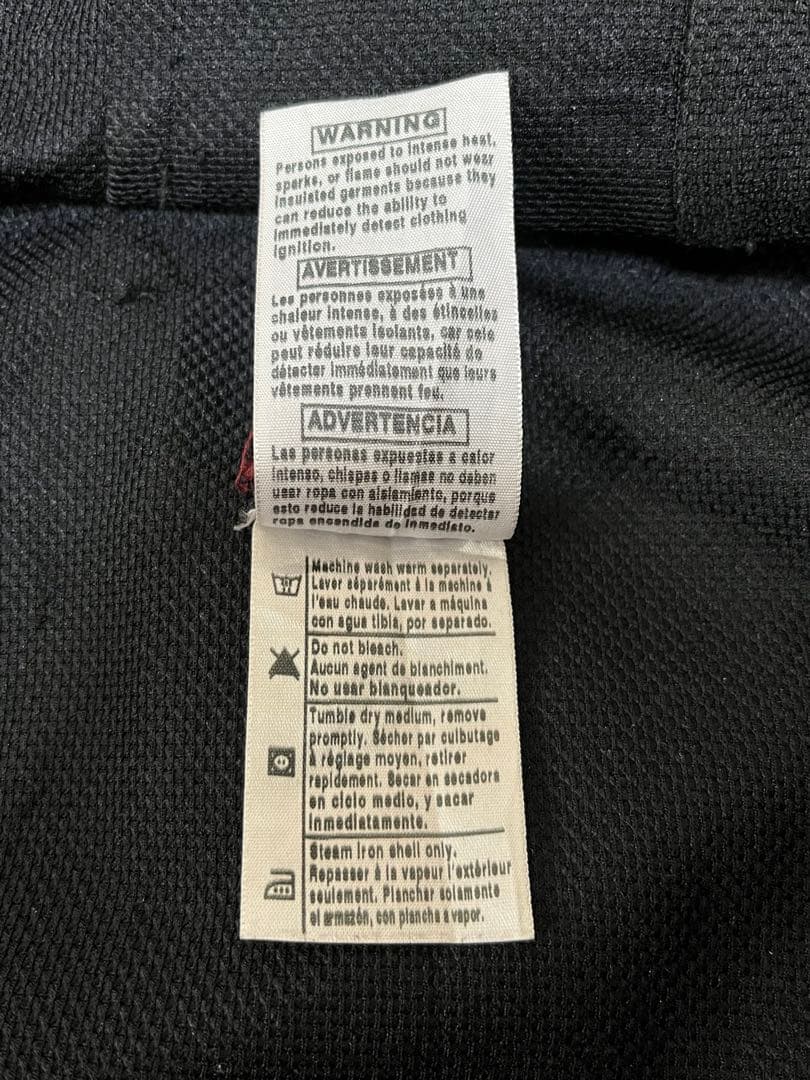 WARNING
Persons exposed to intense heat,
sparks, or flame should not wear
insulated garments because they
can reduce the ability to
immediately detect clothing
ignition.
AVERTISSEMENT
Les personnes exposées à une
chaleur intense, à des étincelles
ou vêtements isolants, car cela
peut réduire leur capacité de
détecter immédiatement que leurs
vêtements prennent feu.
ADVERTENCIA
Las personas expuestas a calor
intenso, chispas o llamas no deben
usar ropa con aislamiento, porque
esto reduce la habilidad de detectar
ropa encendida de inmediato.
Machine wash warm separately.
Laver séparément à la machine à
l'eau chaude. Lavar a máquina
con agua tibia, por separado.
Do not bleach.
Aucun agent de blanchiment.
No usar blanqueador.
Tumble dry medium, remove
promptly. Sécher par culbutage
à réglage moyen, retirer
rapidement. Secar en secadora
en ciclo medio, y sacar
inmediatamente.
Steam iron shell only.
Repasser à la vapeur l'extérieur
seulement. Planchar solamente
el armazón, con plancha a vapor.